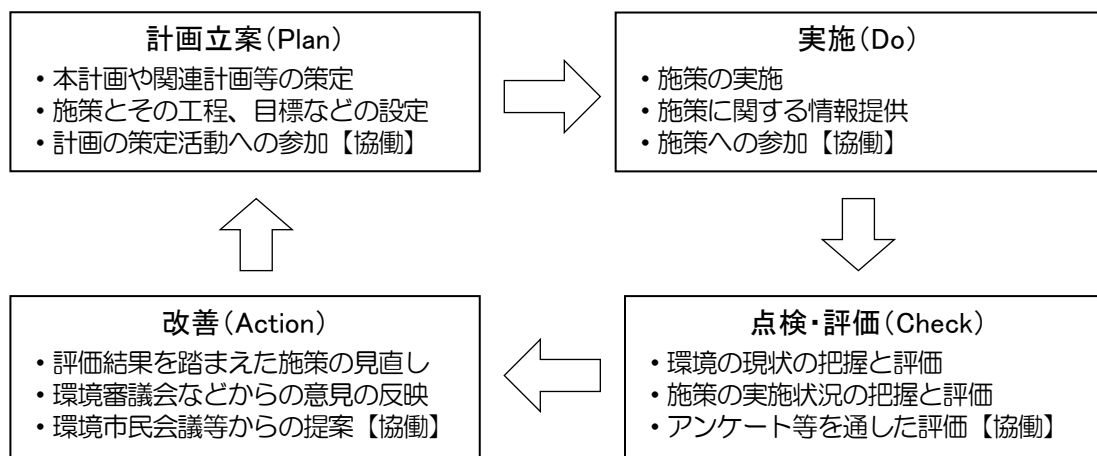 計画立案(Plan)
・本計画や関連計画等の策定
・施策とその工程、目標などの設定
・計画の策定活動への参加【協働】
実施(Do)
・施策の実施
・施策に関する情報提供
・施策への参加【協働】
点検・評価(Check)
・環境の現状の把握と評価
・施策の実施状況の把握と評価
・アンケート等を通した評価【協働】
改善(Action)
・評価結果を踏まえた施策の見直し
・環境審議会などからの意見の反映
・環境市民会議等からの提案【協働】